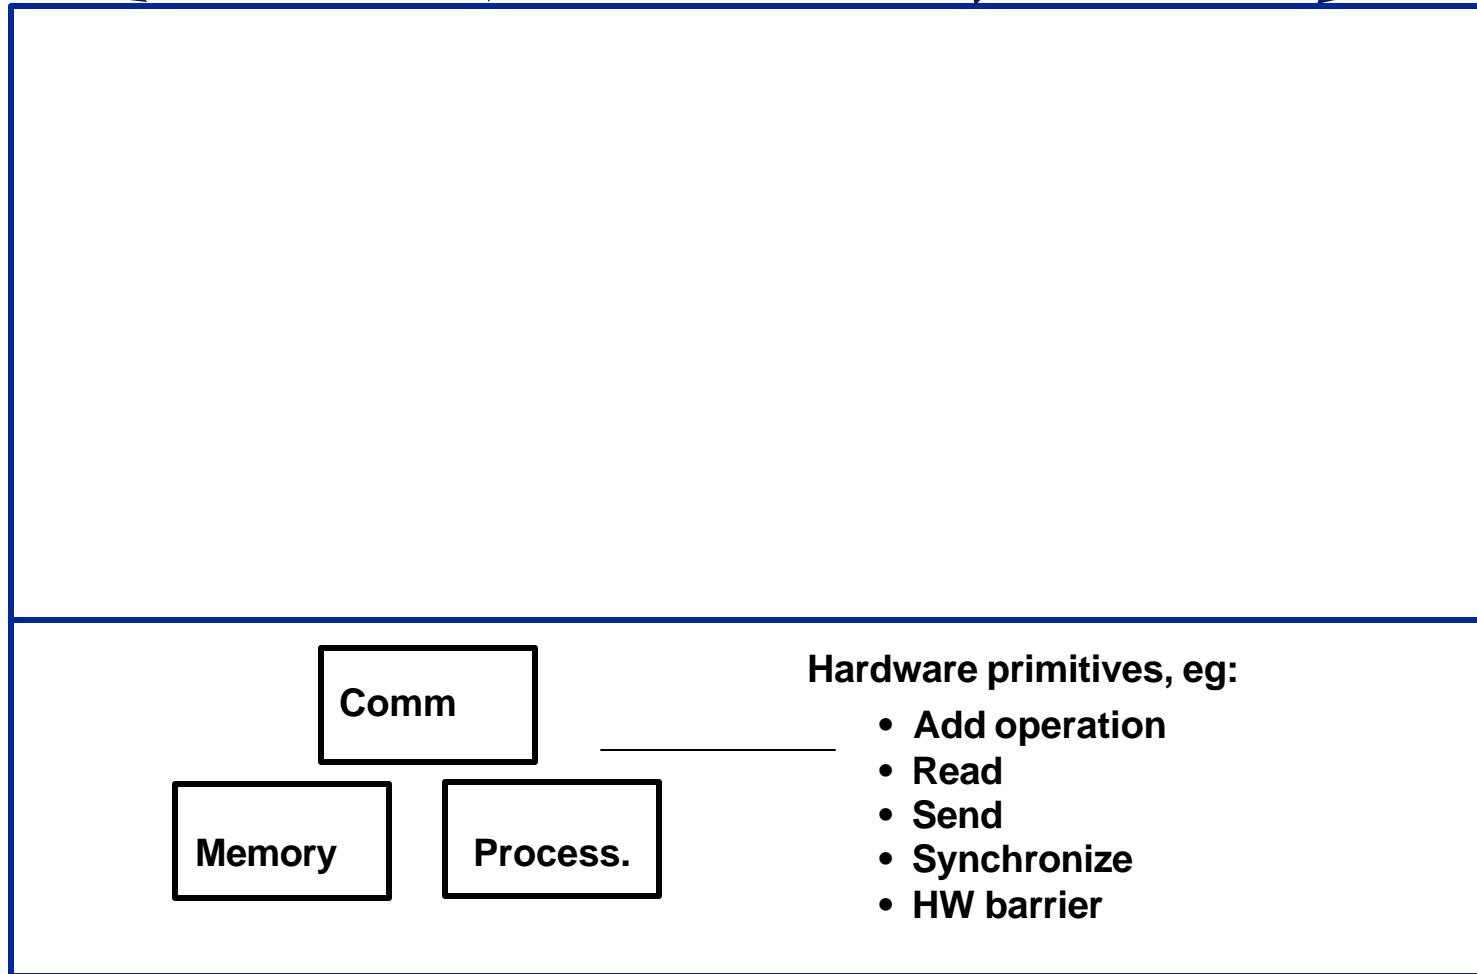 Comm
Memory
Process.
Hardware primitives, eg:
• Add operation
• Read
• Send
• Synchronize
• HW barrier